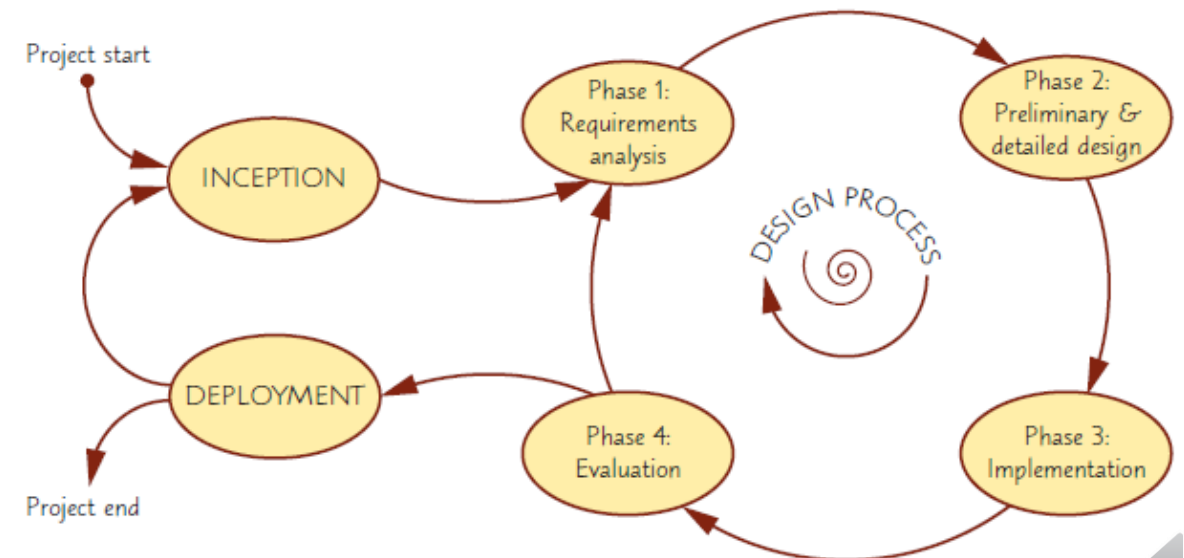 Project start
INCEPTION
Phase 1:
Requirements
analysis
Phase 2:
Preliminary &
detailed design
DESIGN PROCESS
DEPLOYMENT
Phase 4:
Evaluation
Phase 3:
Implementation
Project end